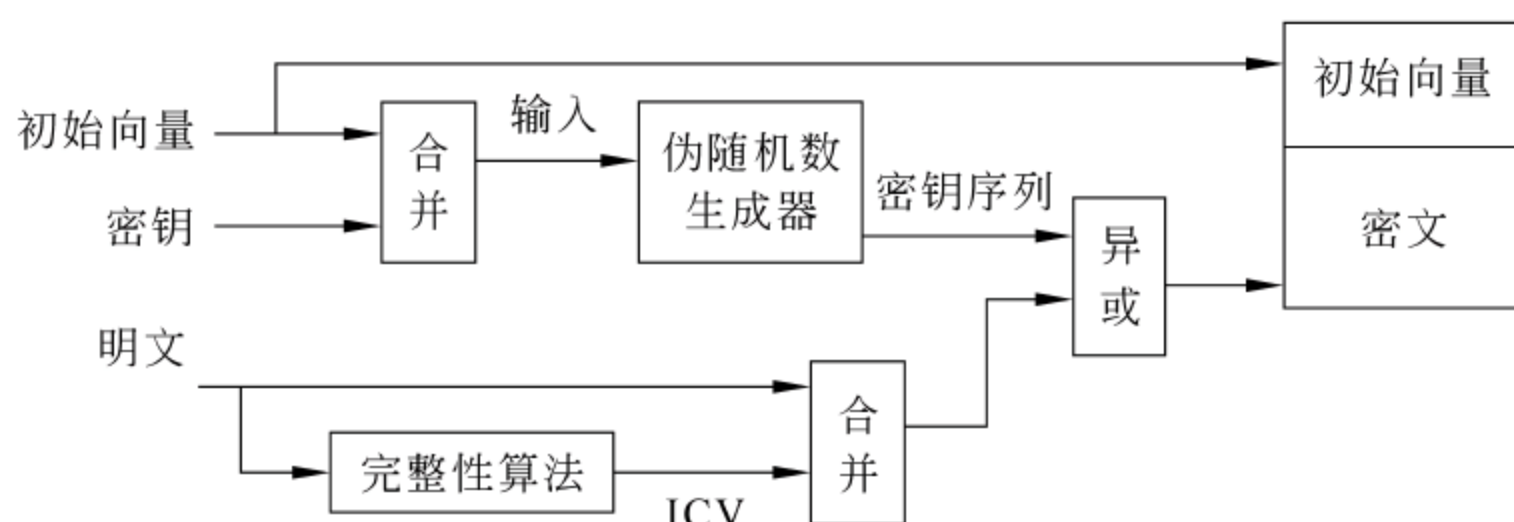 初始向量
初始向量
合并
输入
伪随机数
生成器
密钥
密钥序列
异或
密文
明文
合并
完整性算法
ICV